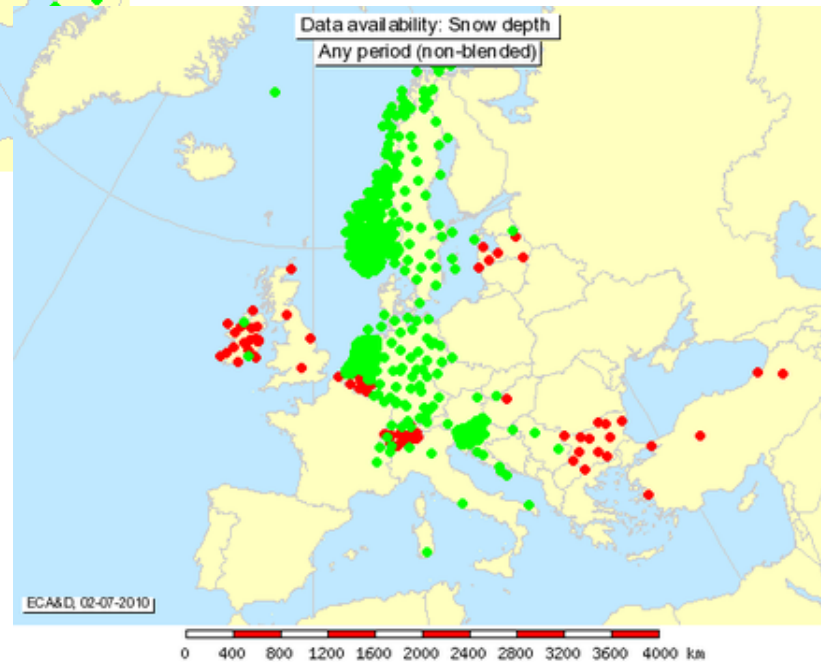 Data availability: Snow depth
Any period (non-blended)
ECA&D, 02-07-2010
0 400 800 1200 1600 2000 2400 2800 3200 3600 4000 km